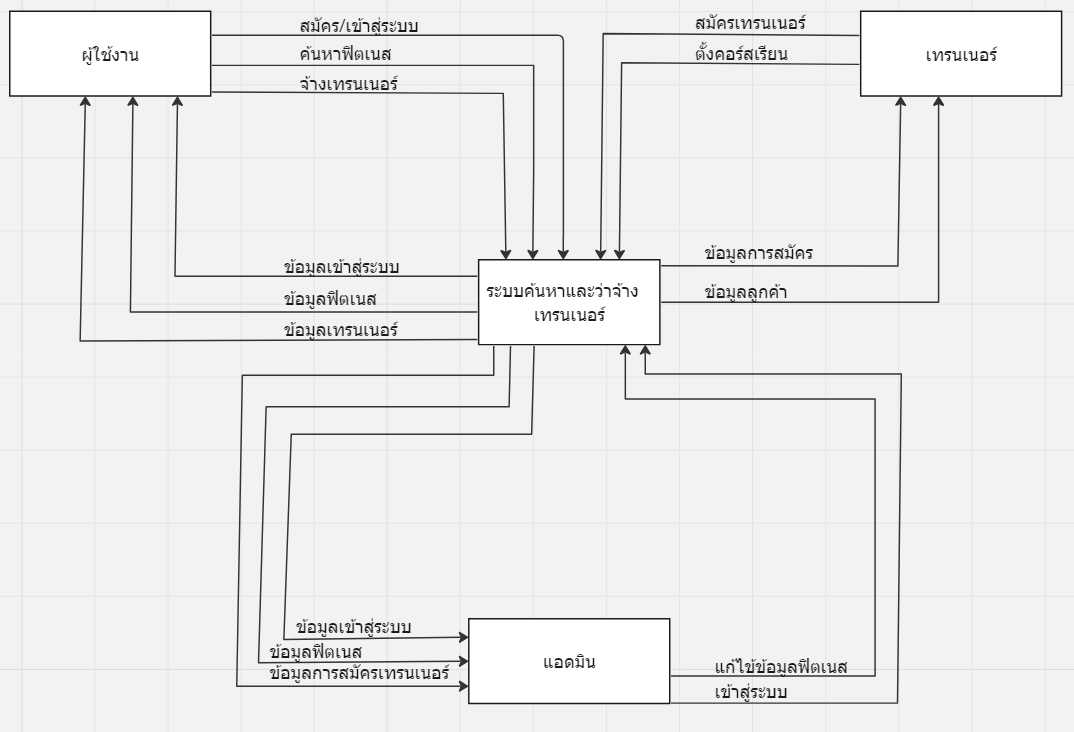 สมัคร/เข้าสู่ระบบ
ค้นหาฟิตเนส
จ้างเทรนเนอร์
ผู้ใช้งาน
สมัครเทรนเนอร์
ตั้งคอร์สเรียน
เทรนเนอร์
ข้อมูลเข้าสู่ระบบ
ข้อมูลฟิตเนส
ข้อมูลเทรนเนอร์
ระบบค้นหาและว่าจ้าง
เทรนเนอร์
ข้อมูลการสมัคร
ข้อมูลลูกค้า
ข้อมูลเข้าสู่ระบบ
ข้อมูลฟิตเนส
ข้อมูลการสมัครเทรนเนอร์
แอดมิน
แก้ไข้ข้อมูลฟิตเนส
เข้าสู่ระบบ